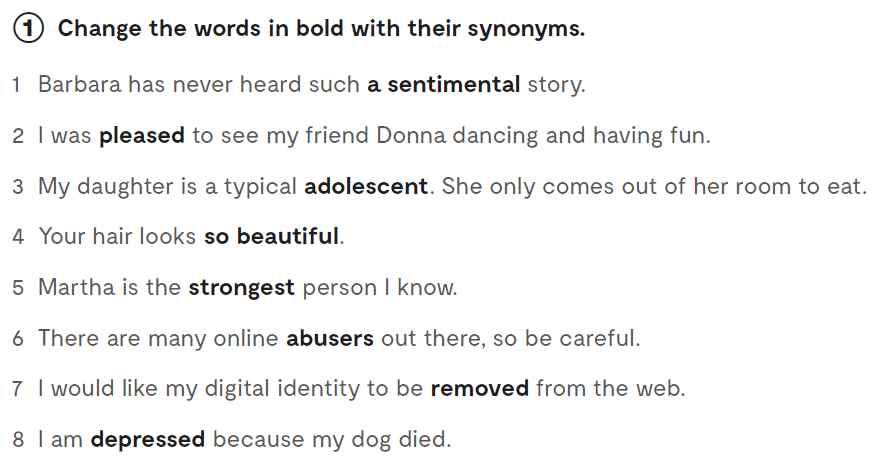 1 Change the words in bold with their synonyms.
1 Barbara has never heard such a sentimental story.
2 I was pleased to see my friend Donna dancing and having fun.
3 My daughter is a typical adolescent. She only comes out of her room to eat.
4 Your hair looks so beautiful.
5 Martha is the strongest person I know.
6 There are many online abusers out there, so be careful.
7 I would like my digital identity to be removed from the web.
8 I am depressed because my dog died.